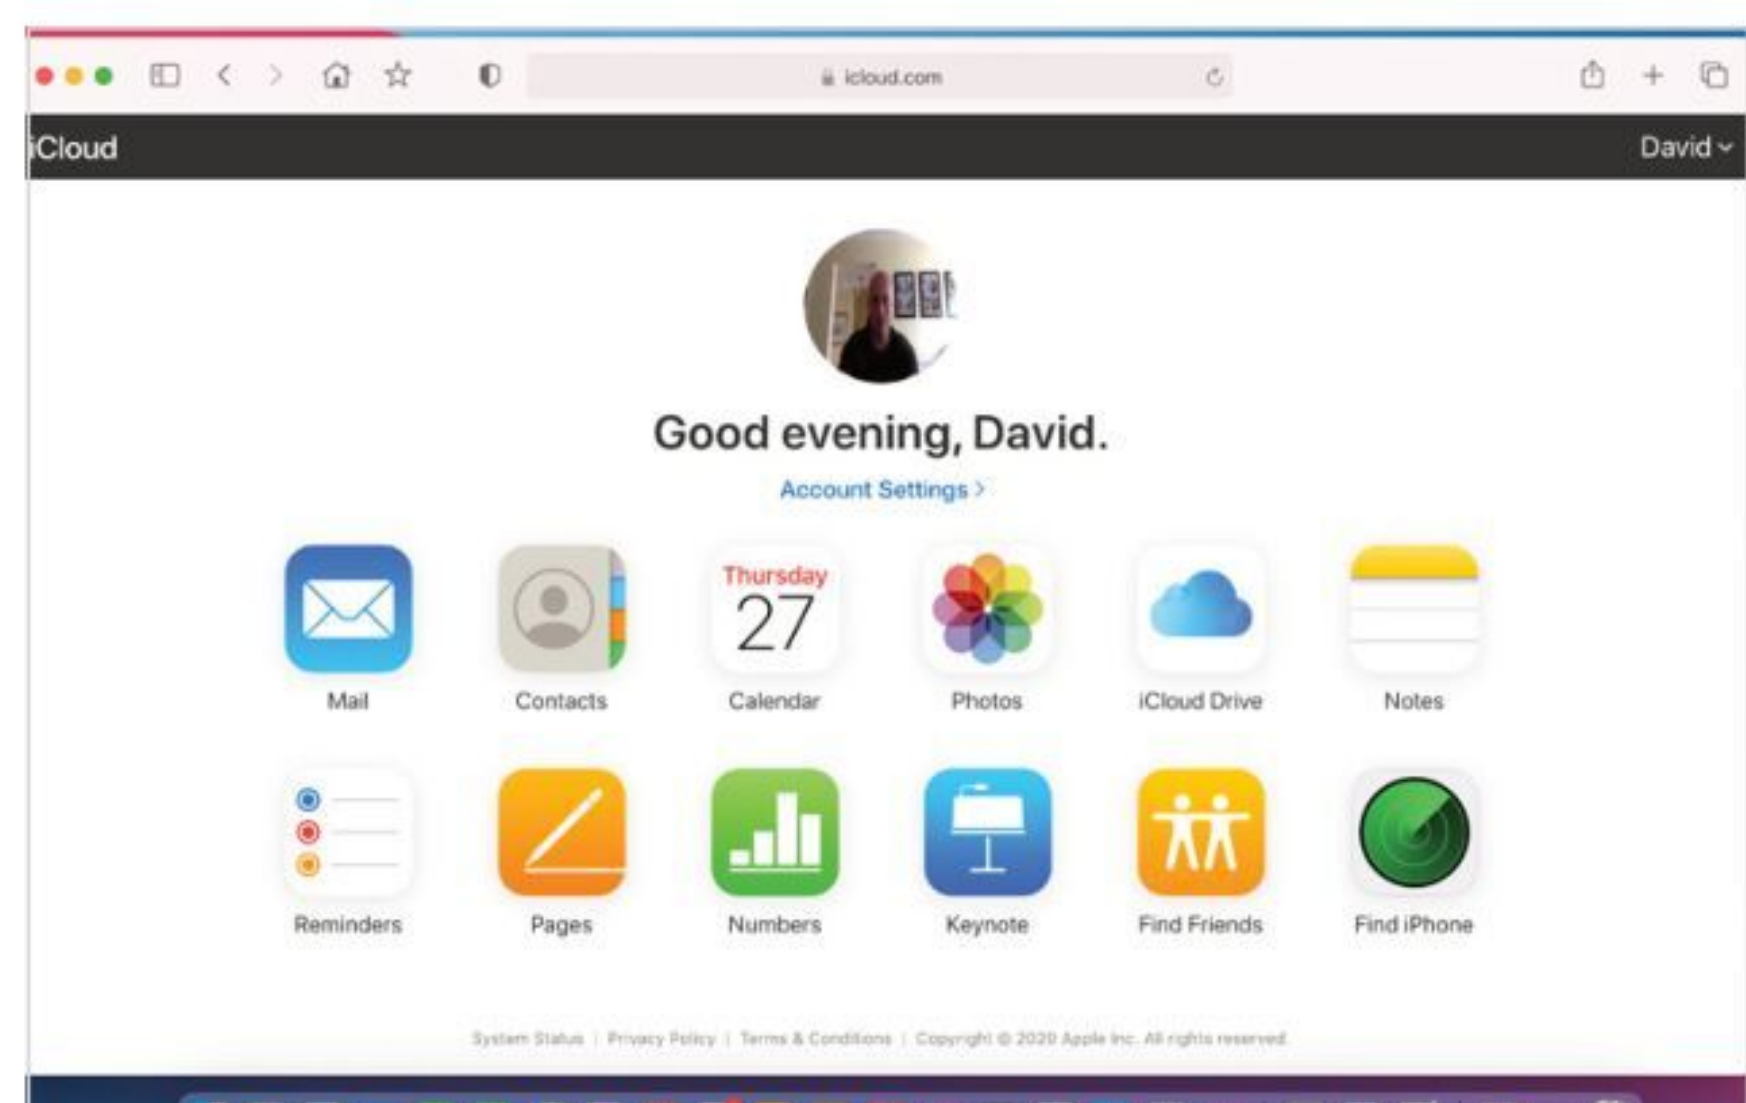 icloud.com
iCloud
David
Good evening, David.
Account Settings >
Thursday
27
Mail
Contacts
Calendar
Photos
iCloud Drive
Notes
Reminders
Pages
Numbers
Keynote
Find Friends
Find iPhone
System Status | Privacy Policy | Terms & Conditions | Copyright © 2020 Apple Inc. All rights reserved.